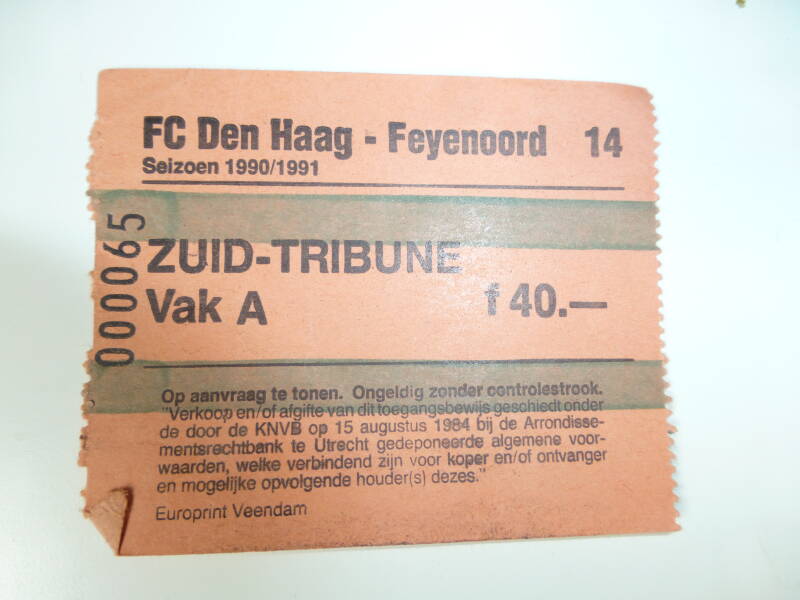 FC Den Haag - Feyenoord 14
Seizoen 1990/1991
000065
ZUID-TRIBUNE
Vak A f 40.—
Op aanvraag te tonen. Ongeldig zonder controlestrook.
"Verkoop en/of afgifte van dit toegangsbewijs geschiedt onder
de door de KNVB op 15 augustus 1984 bij de Arrondisse-
mentsrechtbank te Utrecht gedeponeerde algemene voor-
waarden, welke verbindend zijn voor koper en/of ontvanger
en mogelijke opvolgende houder(s) dezes."
Europrint Veendam